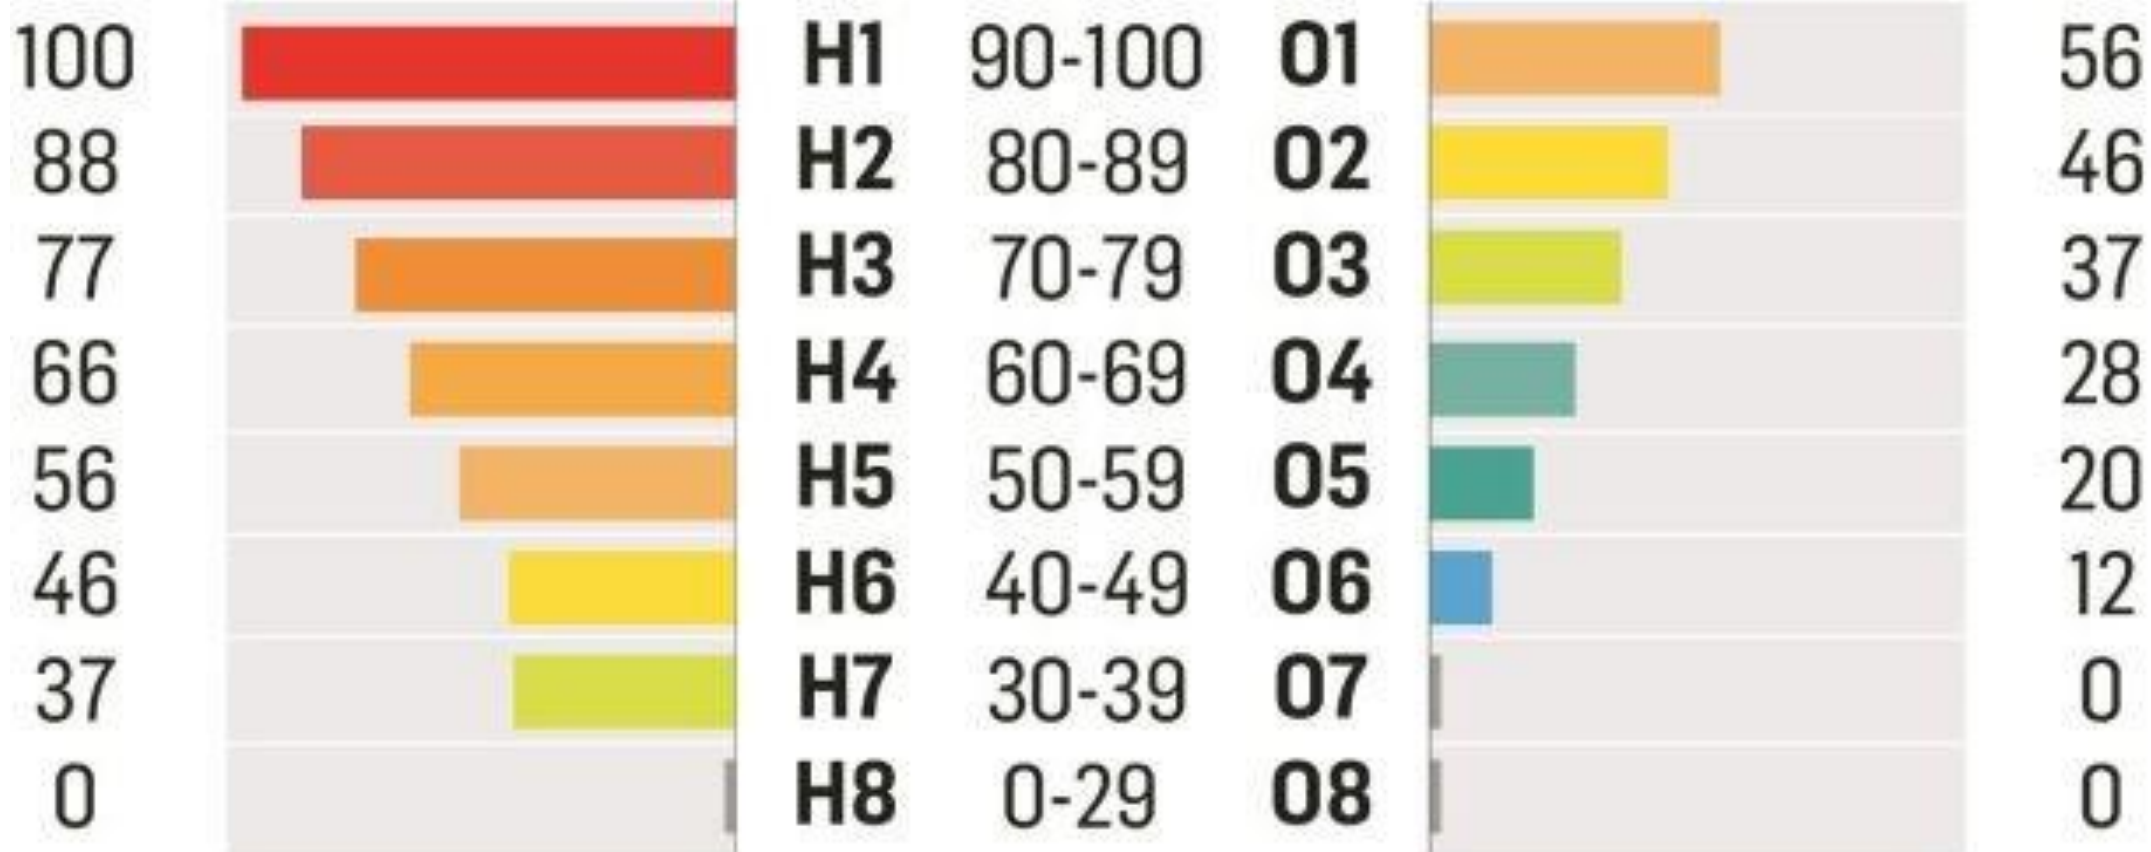 100 H1 90-100 O1 56
88 H2 80-89 O2 46
77 H3 70-79 O3 37
66 H4 60-69 O4 28
56 H5 50-59 O5 20
46 H6 40-49 O6 12
37 H7 30-39 O7 0
0 H8 0-29 O8 0